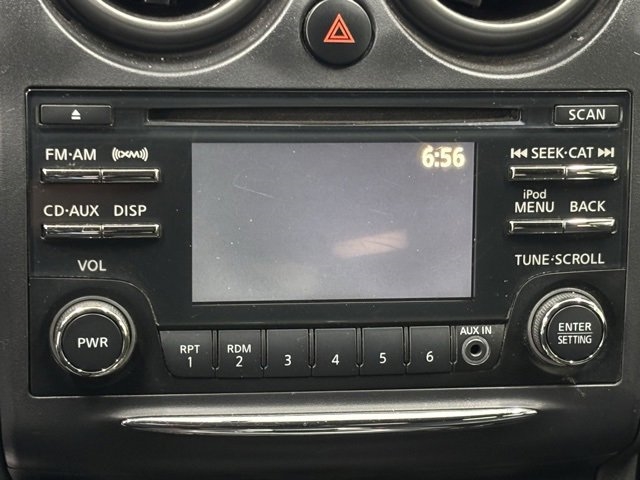 SCAN
FM·AM
((XM))
6:56
SEEK·CAT
CD·AUX
DISP
iPod
MENU
BACK
VOL
TUNE·SCROLL
PWR
RPT
1
RDM
2
3
4
5
6
AUX IN
ENTER
SETTING